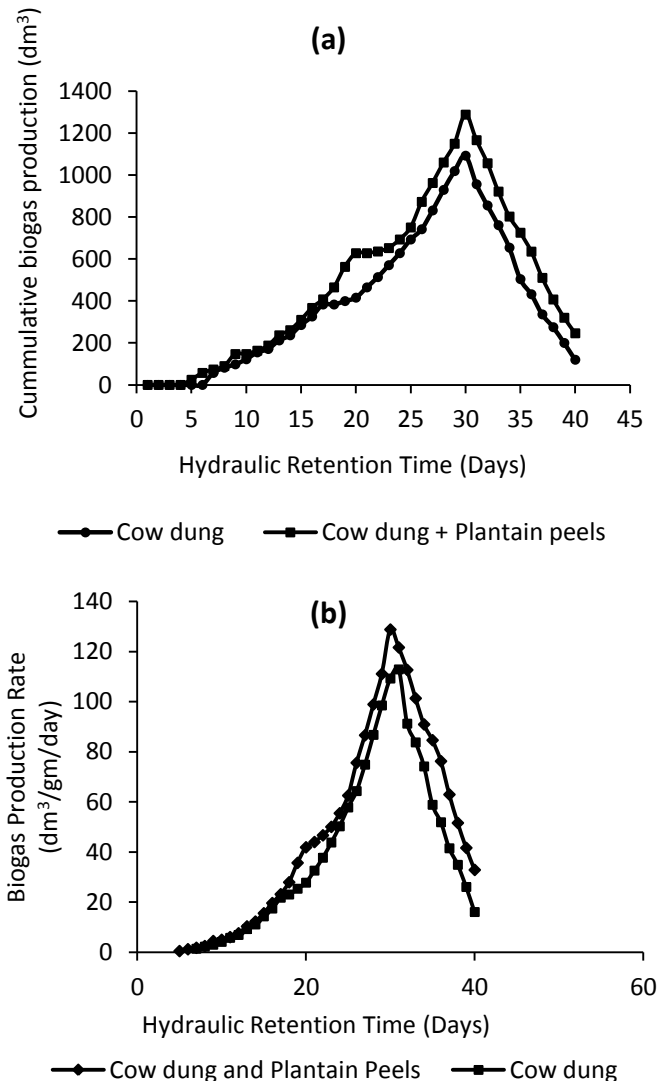 (a)
Cummulative biogas production (dm³)
1400
1200
1000
800
600
400
200
0
0 5 10 15 20 25 30 35 40 45
Hydraulic Retention Time (Days)
Cow dung Cow dung + Plantain peels
(b)
Biogas Production Rate
(dm³/gm/day)
140
120
100
80
60
40
20
0
0 20 40 60
Hydraulic Retention Time (Days)
Cow dung and Plantain Peels Cow dung